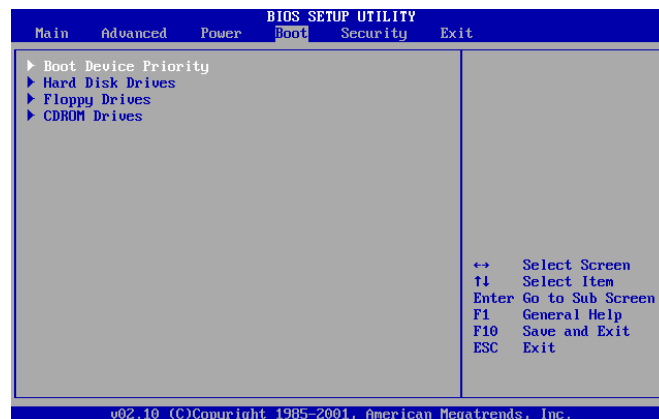 BIOS SETUP UTILITY
Main Advanced Power Boot Security Exit
Boot Device Priority
Hard Disk Drives
Floppy Drives
CDROM Drives
←→ Select Screen
↑↓ Select Item
Enter Go to Sub Screen
F1 General Help
F10 Save and Exit
ESC Exit
v02.10 (C)Copyright 1985-2001, American Megatrends, Inc.